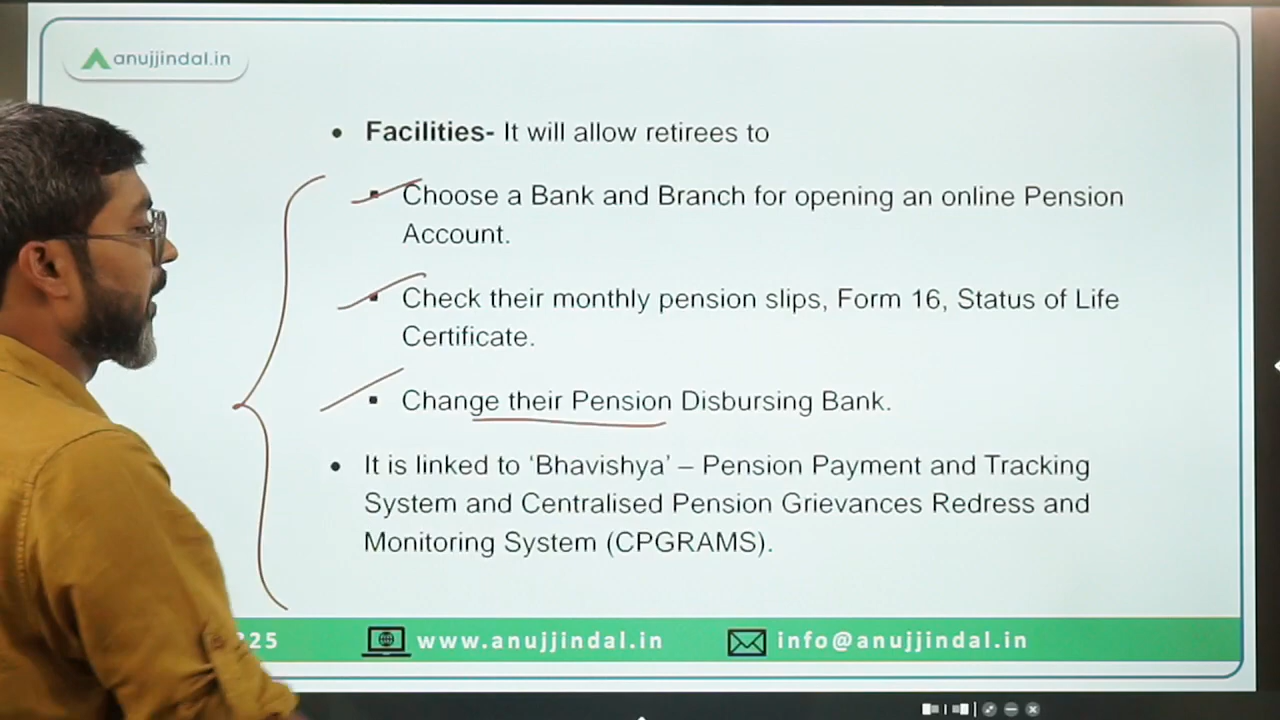 anujjindal.in
• Facilities- It will allow retirees to
▪ Choose a Bank and Branch for opening an online Pension
Account.
▪ Check their monthly pension slips, Form 16, Status of Life
Certificate.
▪ Change their Pension Disbursing Bank.
• It is linked to ‘Bhavishya’ – Pension Payment and Tracking
System and Centralised Pension Grievances Redress and
Monitoring System (CPGRAMS).
225 www.anujjindal.in info@anujjindal.in